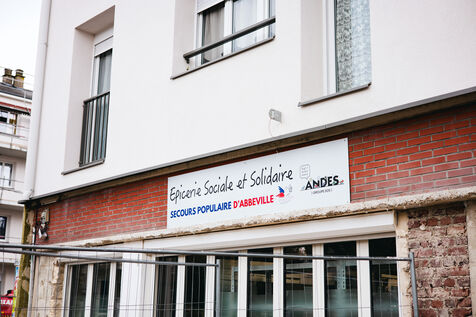 Epicerie Sociale et Solidaire
SECOURS POPULAIRE D'ABBEVILLE
ANDES